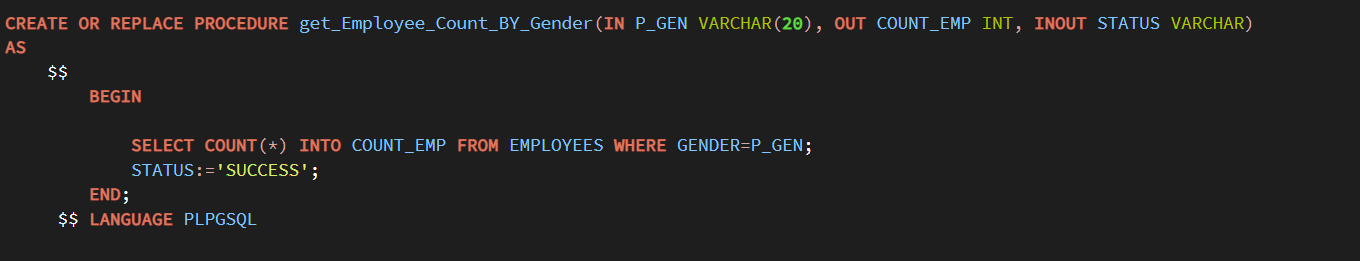 CREATE OR REPLACE PROCEDURE get_Employee_Count_BY_Gender(IN P_GEN VARCHAR(20), OUT COUNT_EMP INT, INOUT STATUS VARCHAR)
AS
$$
BEGIN
SELECT COUNT(*) INTO COUNT_EMP FROM EMPLOYEES WHERE GENDER=P_GEN;
STATUS:='SUCCESS';
END;
$$ LANGUAGE PLPGSQL